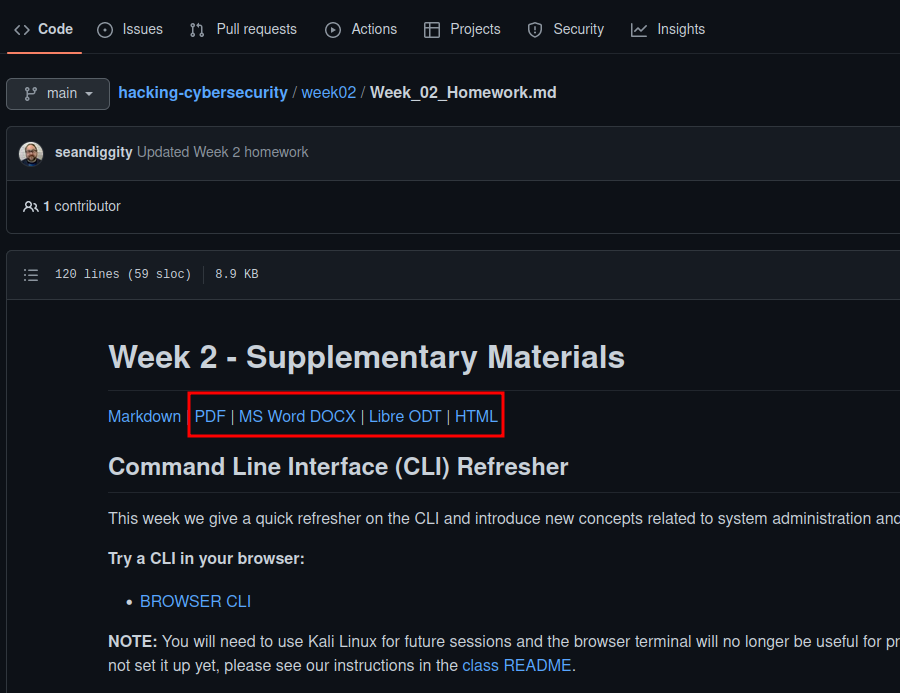 Code Issues Pull requests Actions Projects Security Insights
main hacking-cybersecurity / week02 / Week_02_Homework.md
seandiggity Updated Week 2 homework
1 contributor
120 lines (59 sloc) 8.9 KB
Week 2 - Supplementary Materials
Markdown | PDF | MS Word DOCX | Libre ODT | HTML
Command Line Interface (CLI) Refresher
This week we give a quick refresher on the CLI and introduce new concepts related to system administration and
Try a CLI in your browser:
• BROWSER CLI
NOTE: You will need to use Kali Linux for future sessions and the browser terminal will no longer be useful for
not set it up yet, please see our instructions in the class README.